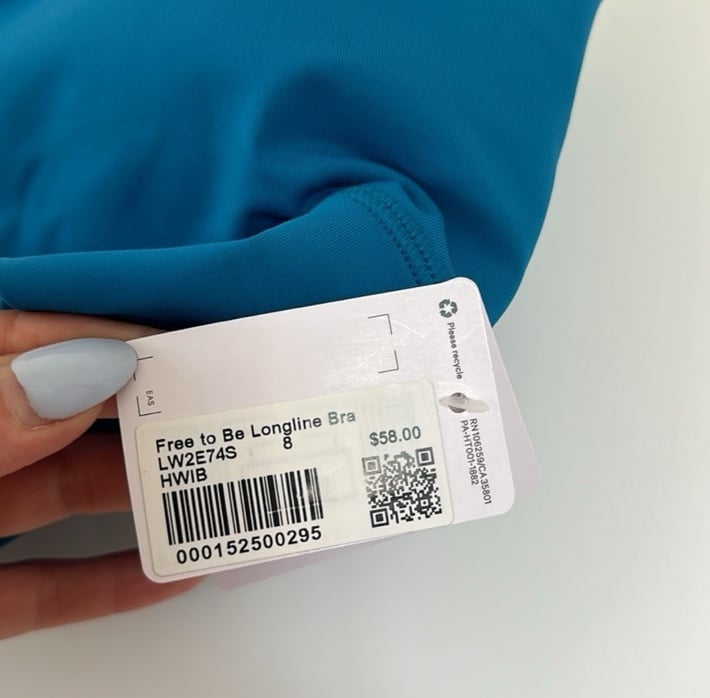 Please recycle
EAS
Free to Be Longline Bra
LW2E74S 8 $58.00
HWIB
000152500295
RN106259/CA35801
PA-HT001-1882